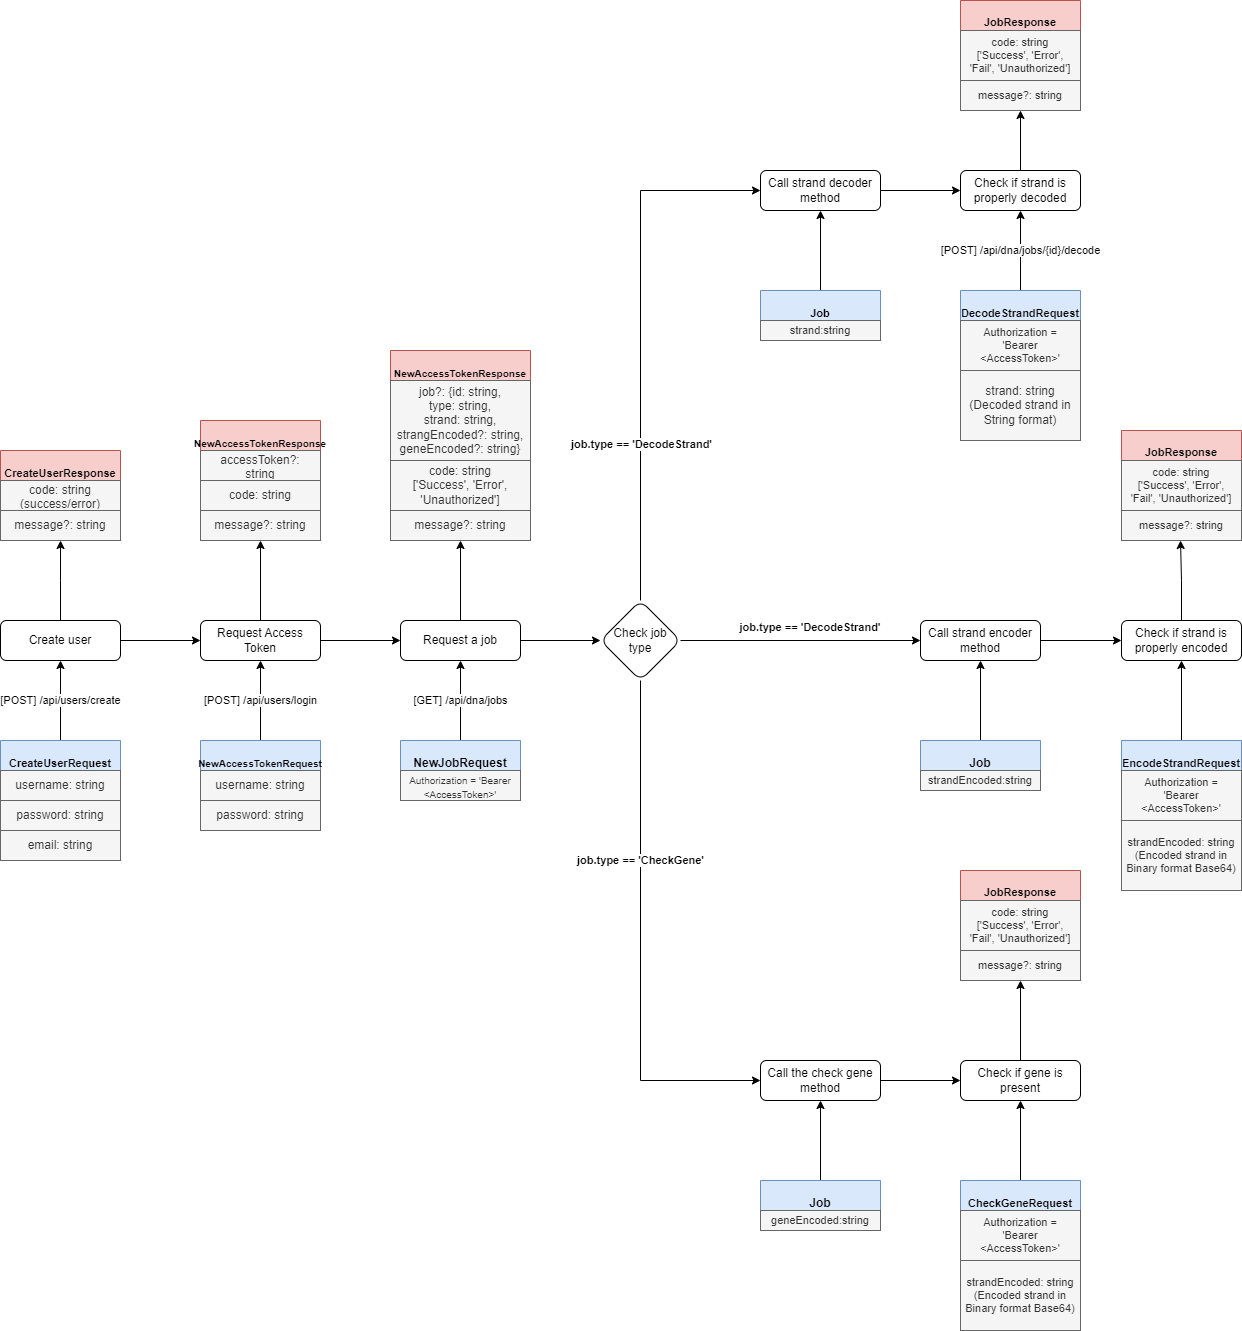 JobResponse
code: string
['Success', 'Error',
'Fail', 'Unauthorized']
message?: string
Call strand decoder
method
Check if strand is
properly decoded
[POST] /api/dna/jobs/{id}/decode
Job
strand:string
DecodeStrandRequest
Authorization =
'Bearer
<AccessToken>'
strand: string
(Decoded strand in
String format)
job.type == 'DecodeStrand'
CreateUserResponse
code: string
(success/error)
message?: string
NewAccessTokenResponse
accessToken?:
string
code: string
message?: string
NewAccessTokenResponse
job?: {id: string,
type: string,
strand: string,
strangEncoded?: string,
geneEncoded?: string}
code: string
['Success', 'Error',
'Unauthorized']
message?: string
JobResponse
code: string
['Success', 'Error',
'Fail', 'Unauthorized']
message?: string
Create user
Request Access
Token
Request a job
Check job
type
job.type == 'DecodeStrand'
Call strand encoder
method
Check if strand is
properly encoded
[POST] /api/users/create
[POST] /api/users/login
[GET] /api/dna/jobs
CreateUserRequest
username: string
password: string
email: string
NewAccessTokenRequest
username: string
password: string
NewJobRequest
Authorization = 'Bearer
<AccessToken>'
Job
strandEncoded:string
EncodeStrandRequest
Authorization =
'Bearer
<AccessToken>'
strandEncoded: string
(Encoded strand in
Binary format Base64)
job.type == 'CheckGene'
JobResponse
code: string
['Success', 'Error',
'Fail', 'Unauthorized']
message?: string
Call the check gene
method
Check if gene is
present
Job
geneEncoded:string
CheckGeneRequest
Authorization =
'Bearer
<AccessToken>'
strandEncoded: string
(Encoded strand in
Binary format Base64)